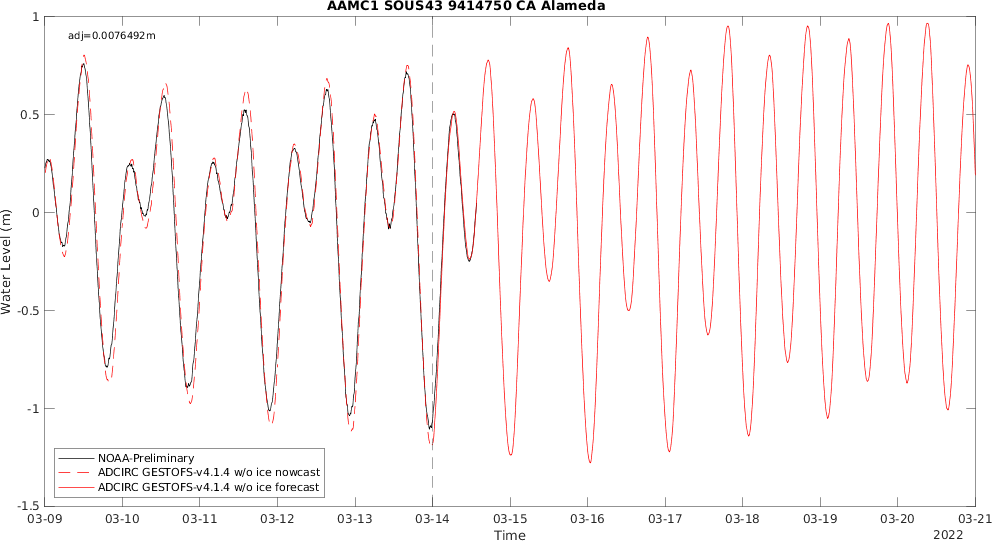 AAMC1 SOUS43 9414750 CA Alameda
adj=0.0076492m
1
0.5
0
-0.5
-1
-1.5
Water Level (m)
NOAA-Preliminary
ADCIRC GESTOFS-v4.1.4 w/o ice nowcast
ADCIRC GESTOFS-v4.1.4 w/o ice forecast
03-09 03-10 03-11 03-12 03-13 03-14 03-15 03-16 03-17 03-18 03-19 03-20 03-21
Time
2022